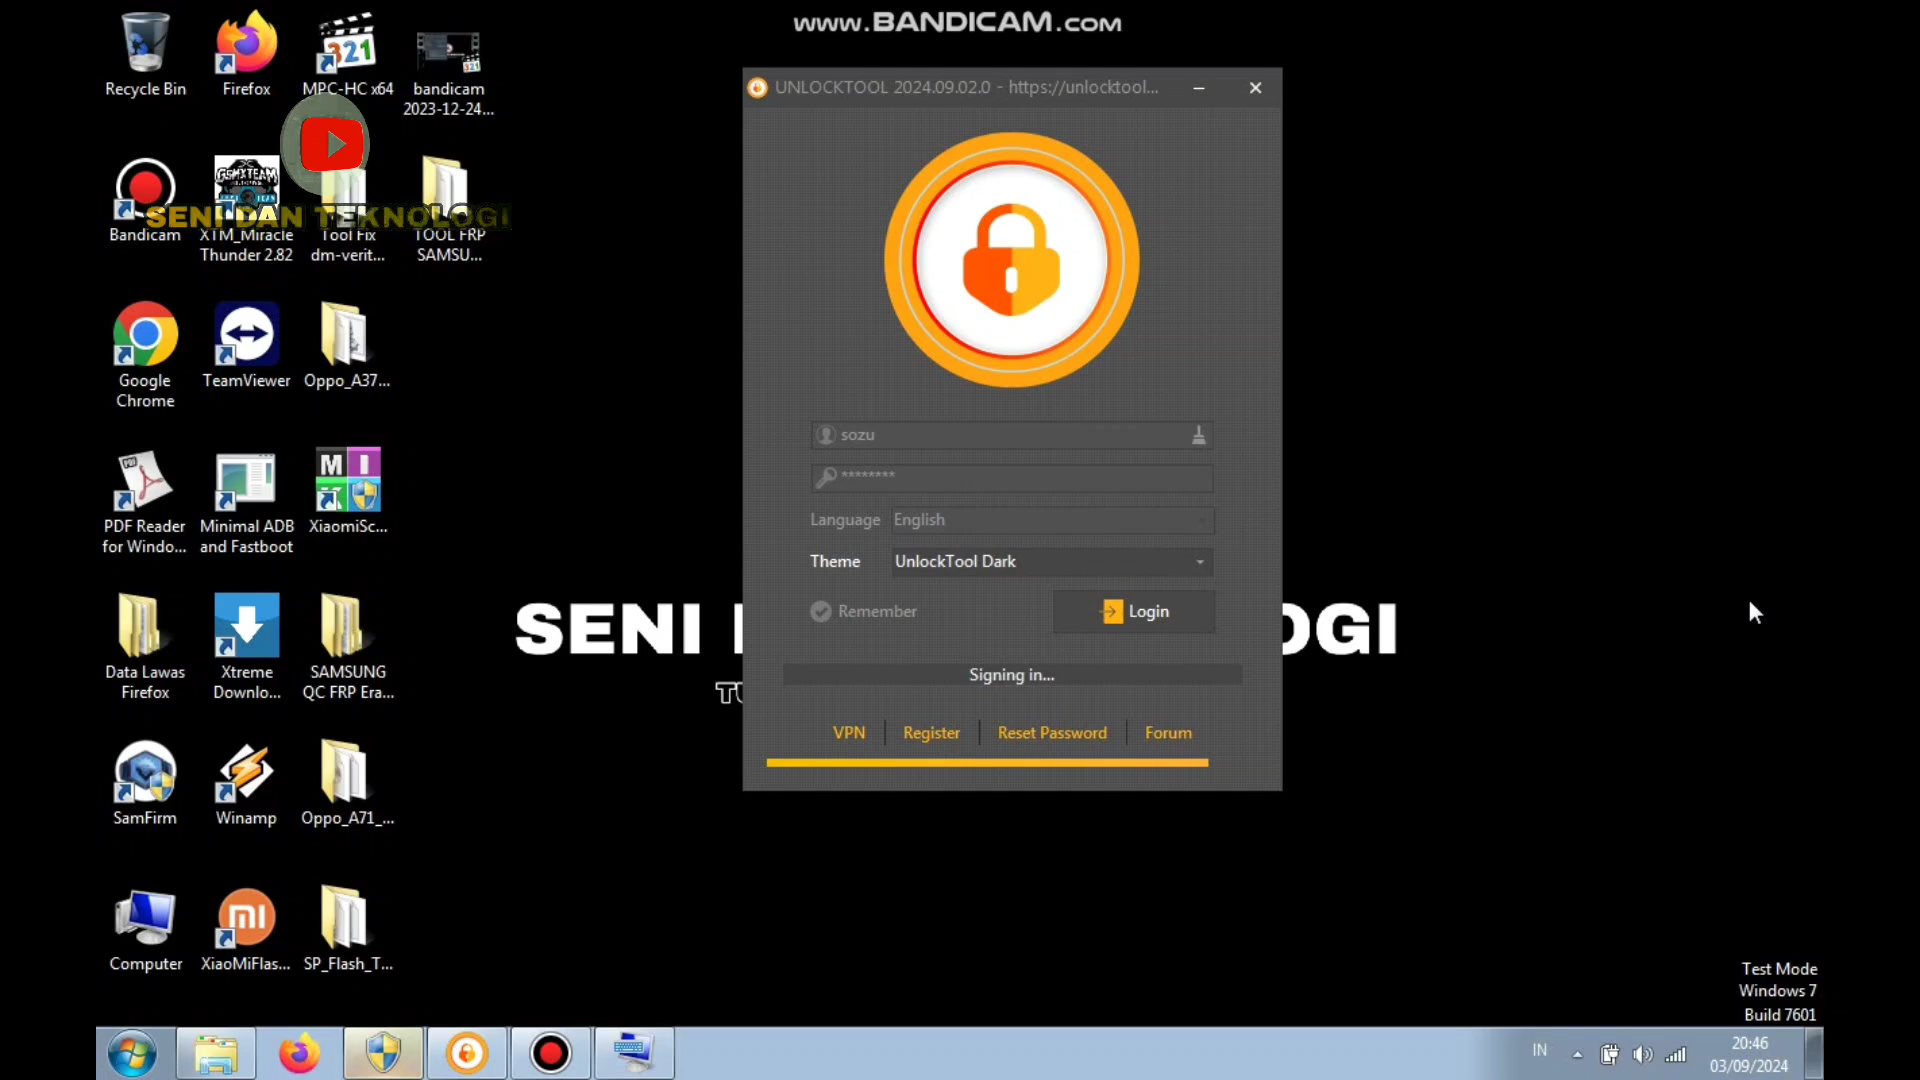 www.BANDICAM.com
Recycle Bin
Firefox
MPC-HC x64
bandicam
2023-12-24...
UNLOCKTOOL 2024.09.02.0 - https://unlocktool...
SENI DAN TEKNOLOGI
Bandicam
XTM_Miracle
Thunder 2.82
Tool Fix
dm-verit...
TOOL FRP
SAMSU...
Google
Chrome
TeamViewer
Oppo_A37...
sozu
********
Language
English
Theme
UnlockTool Dark
Remember
Login
Signing in...
VPN
Register
Reset Password
Forum
PDF Reader
for Windo...
Minimal ADB
and Fastboot
XiaomiSc...
SENI
OGI
TU
Data Lawas
Firefox
Xtreme
Downlo...
SAMSUNG
QC FRP Era...
SamFirm
Winamp
Oppo_A71_...
Computer
XiaoMiFlas...
SP_Flash_T...
Test Mode
Windows 7
Build 7601
IN
20:46
03/09/2024